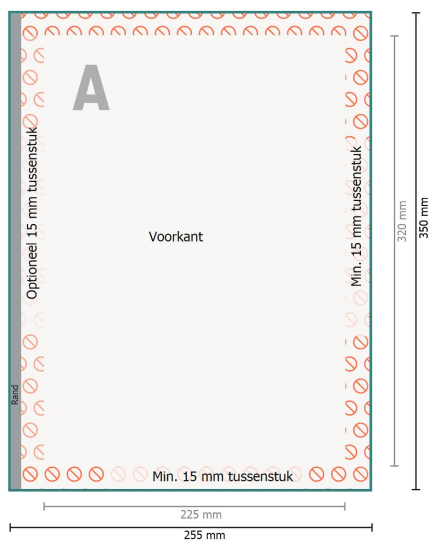 A
Optioneel 15 mm tussenstuk
Voorkant
Min. 15 mm tussenstuk
320 mm
350 mm
Rand
Min. 15 mm tussenstuk
225 mm
255 mm